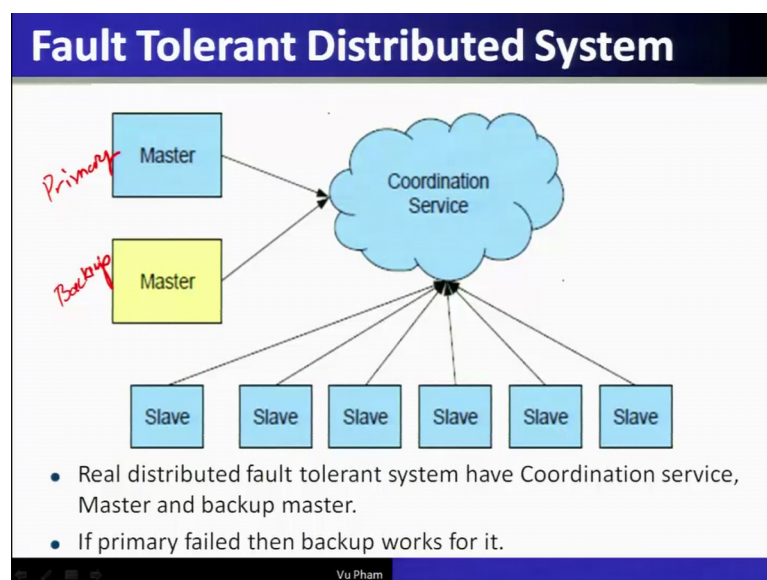 Fault Tolerant Distributed System
Primary
Master
Coordination
Service
Backup
Master
Slave Slave Slave Slave Slave Slave
• Real distributed fault tolerant system have Coordination service,
Master and backup master.
• If primary failed then backup works for it.
Vu Pham